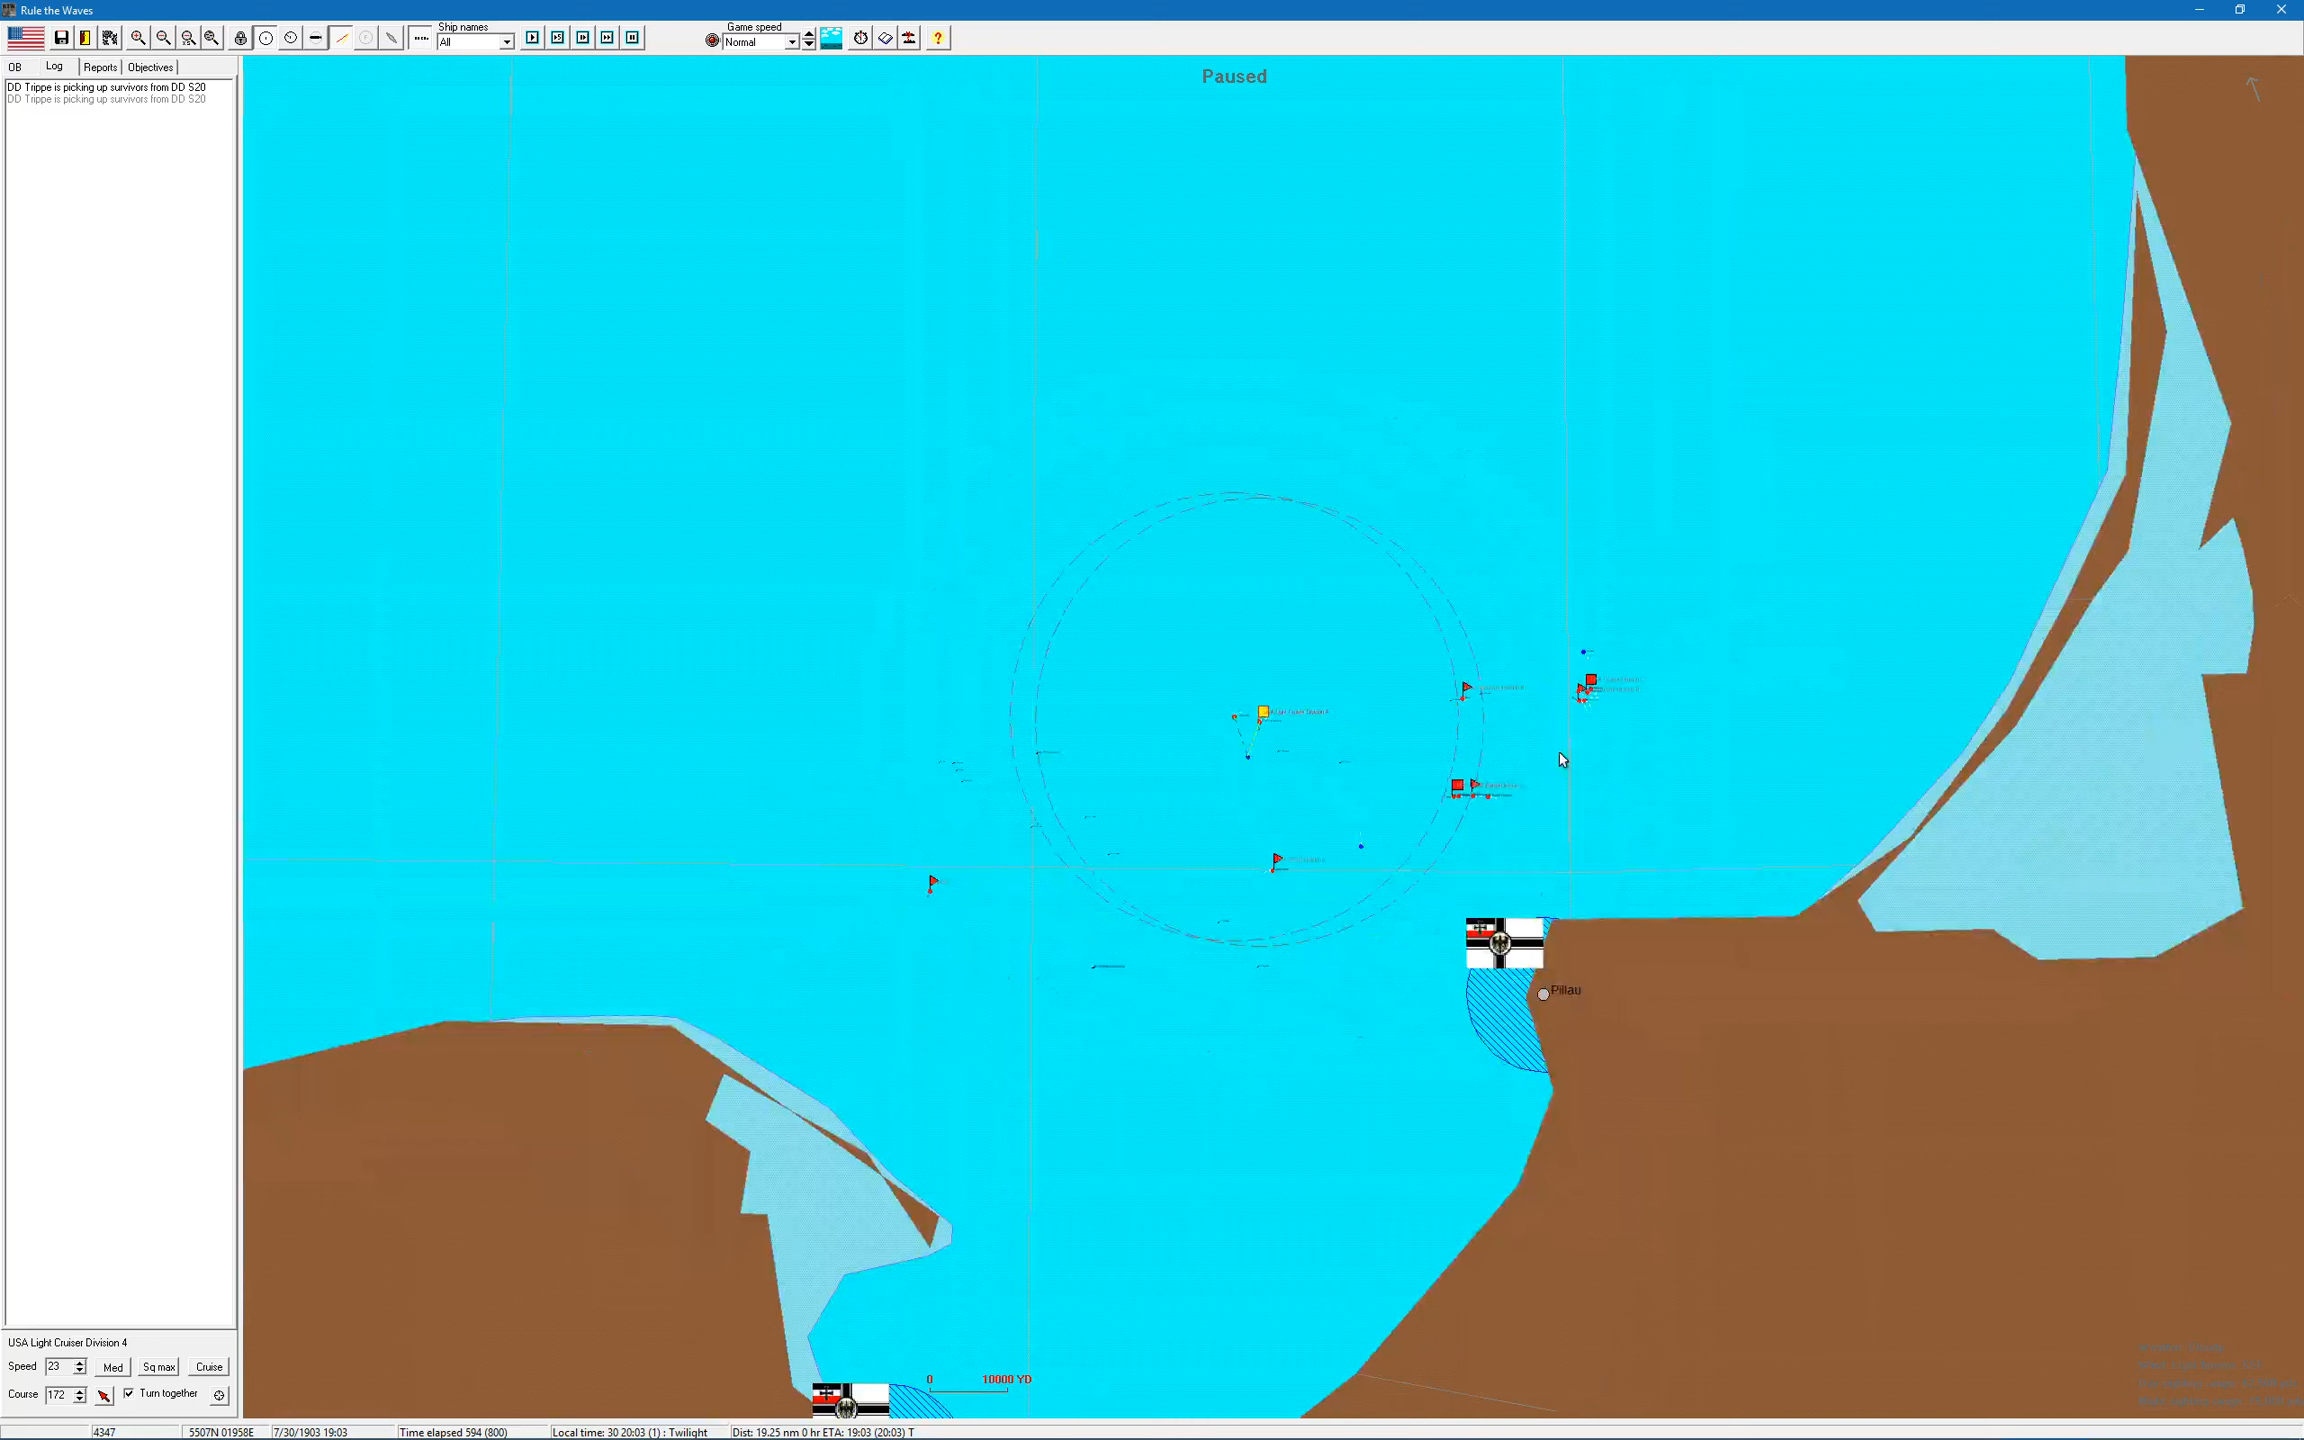 Rule the Waves
Ship names
All
Game speed
Normal
?
OB
Log
Reports
Objectives
DD Trippe is picking up survivors from DD S20
DD Trippe is picking up survivors from DD S20
Paused
Pillau
0 10000 YD
USA Light Cruiser Division 4
Speed 23 Med Sq max Cruise
Course 172 Turn together
4347 5507N 01958E 7/30/1903 19:03 Time elapsed 594 (800) Local time: 30 20:03 (1) : Twilight Dist: 19.25 nm 0 hr ETA: 19:03 (20:03) T